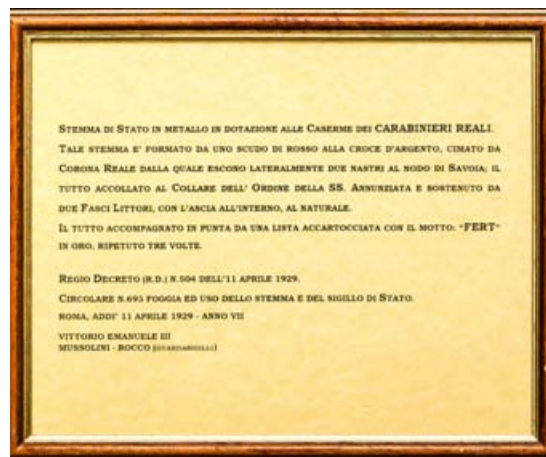 STEMMA DI STATO IN METALLO IN DOTAZIONE ALLE CASERME DEI CARABINIERI REALI.
TALE STEMMA E' FORMATO DA UNO SCUDO DI ROSSO ALLA CROCE D'ARGENTO, CIMATO DA
CORONA REALE DALLA QUALE ESCONO LATERALMENTE DUE NASTRI AL NODO DI SAVOIA; IL
TUTTO ACCOLLATO AL COLLARE DELL' ORDINE DELLA SS. ANNUNZIATA E SOSTENUTO DA
DUE FASCI LITTORI, CON L'ASCIA ALL'INTERNO, AL NATURALE.
IL TUTTO ACCOMPAGNATO IN PUNTA DA UNA LISTA ACCARTOCCIATA CON IL MOTTO: "FERT"
IN ORO, RIPETUTO TRE VOLTE.
REGIO DECRETO (R.D.) N.504 DELL'11 APRILE 1929.
CIRCOLARE N.693 FOGGIA ED USO DELLO STEMMA E DEL SIGILLO DI STATO.
ROMA, ADDI' 11 APRILE 1929 - ANNO VII
VITTORIO EMANUELE III
MUSSOLINI - ROCCO (GUARDASIGILLI)